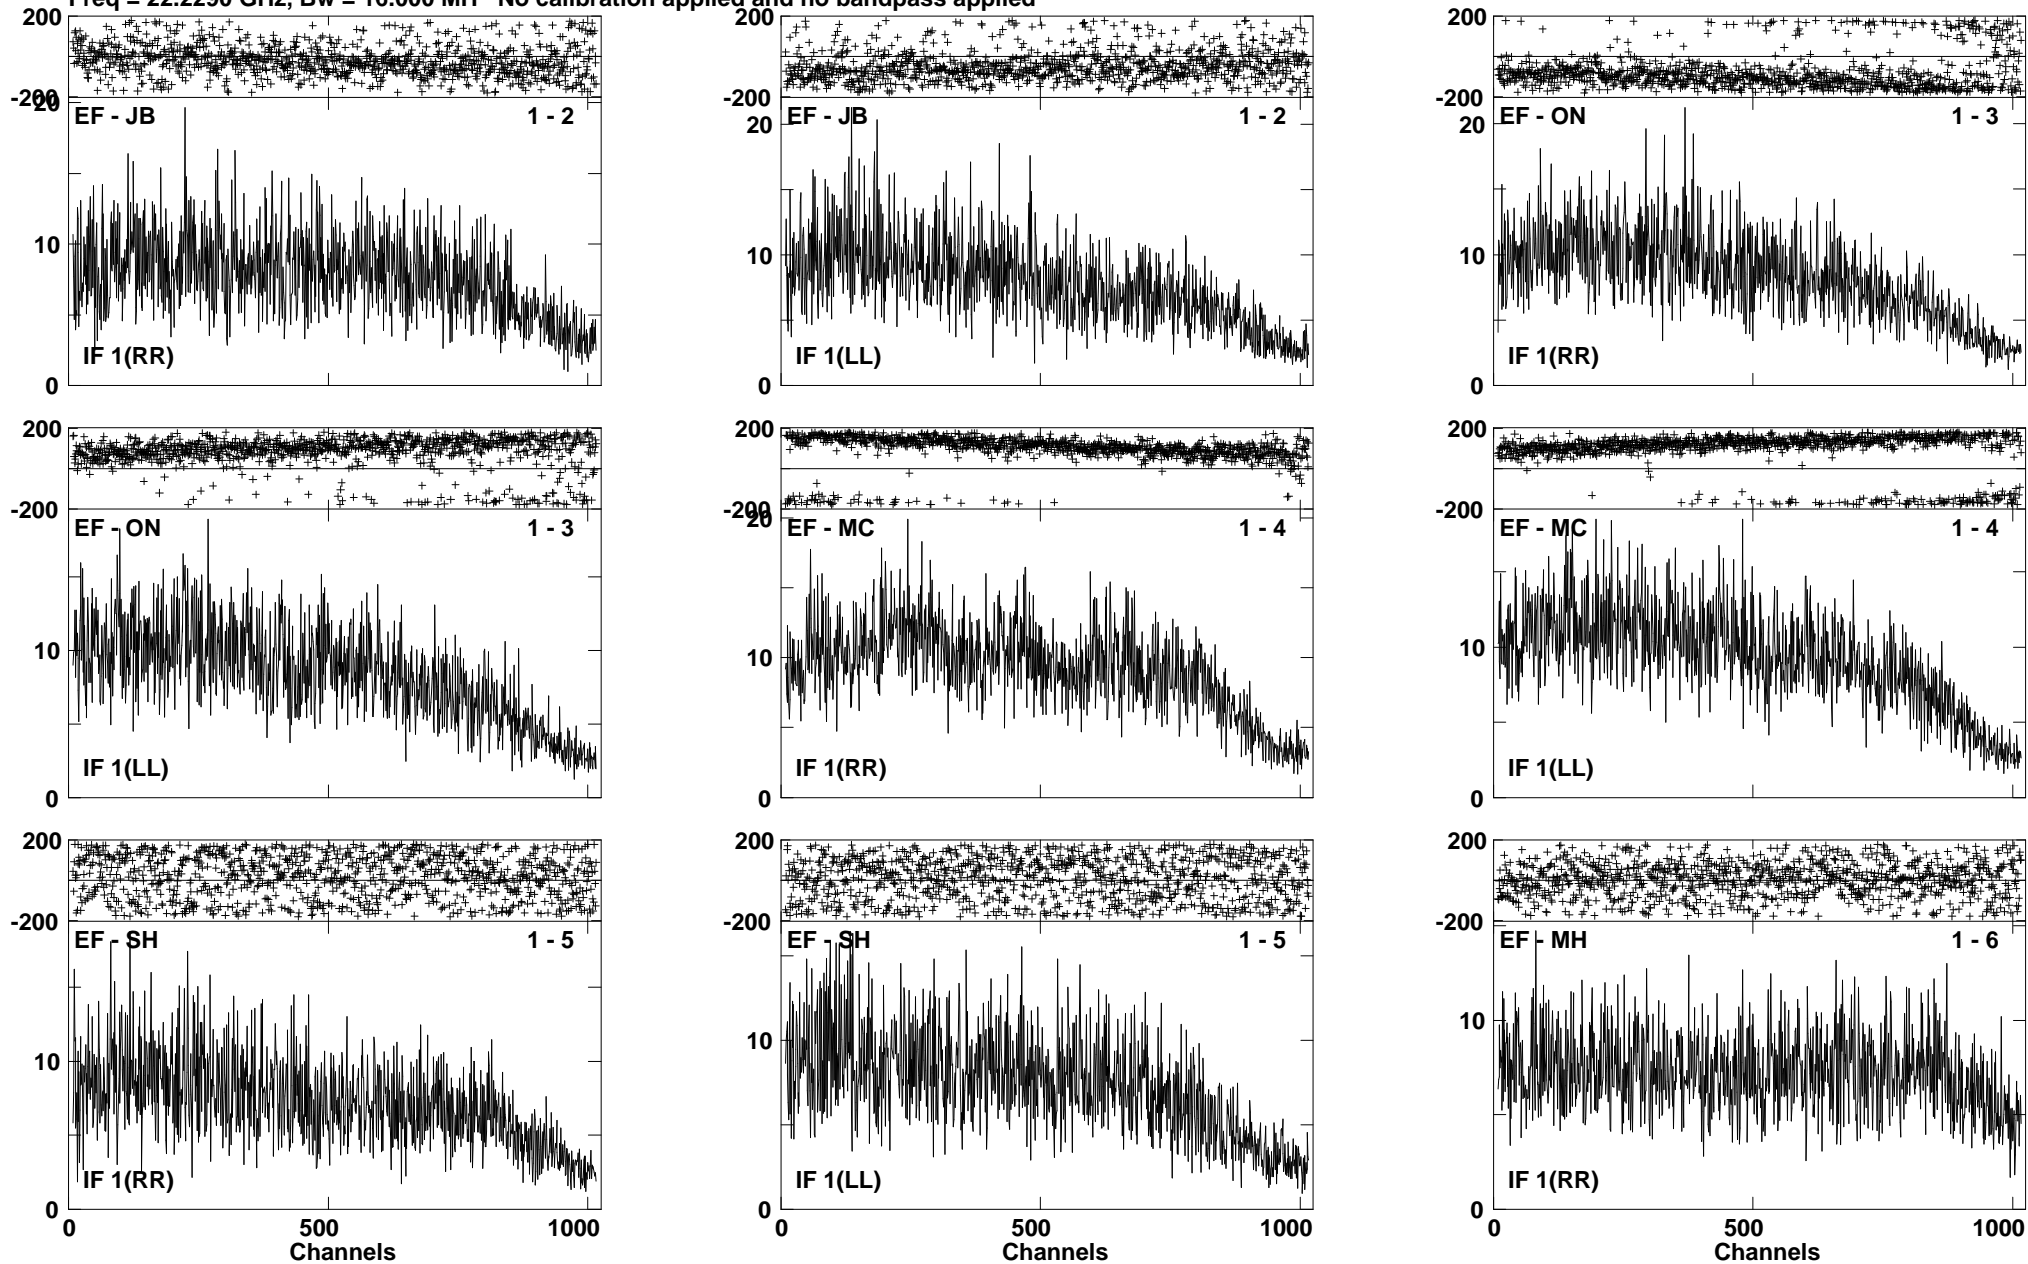 Freq = 22.2290 GHz, Bw = 16.000 MH No calibration applied and no bandpass applied
200 200 200
-200 -200 -200
20
EF - JB 1 - 2 EF - JB 1 - 2 EF - ON 1 - 3
20 20
10 10 10
IF 1(RR) IF 1(LL) IF 1(RR)
0 0 0
200 200 200
-200 -200 -200
20
EF - ON 1 - 3 EF - MC 1 - 4 EF - MC 1 - 4
10 10 10
IF 1(LL) IF 1(RR) IF 1(LL)
0 0 0
200 200 200
-200 -200 -200
EF - SH 1 - 5 EF - SH 1 - 5 EF - MH 1 - 6
10 10 10
IF 1(RR) IF 1(LL) IF 1(RR)
0 0 0
0 500 1000 0 500 1000 0 500 1000
Channels Channels Channels